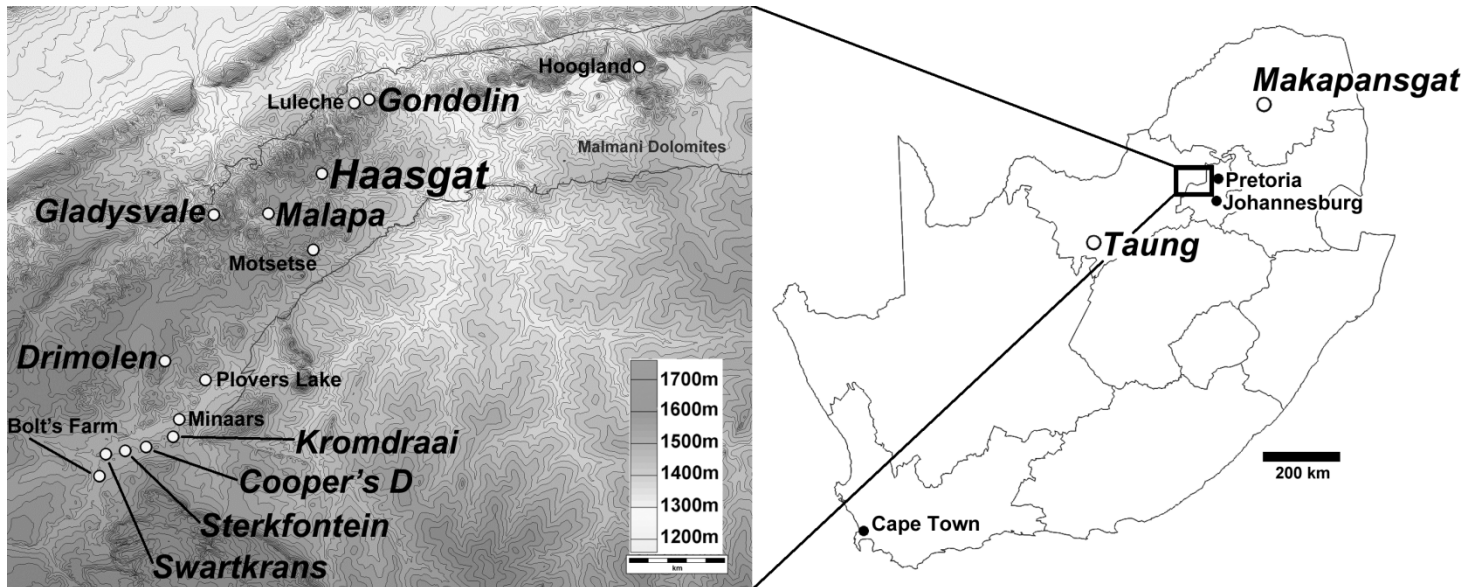 Hoogland
Luleche
Gondolin
Malmani Dolomites
Haasgat
Gladysvale
Malapa
Motsetse
Drimolen
Plovers Lake
Minaars
Bolt's Farm
Kromdraai
Cooper's D
Sterkfontein
Swartkrans
1700m
1600m
1500m
1400m
1300m
1200m
km
Makapansgat
Pretoria
Johannesburg
Taung
200 km
Cape Town